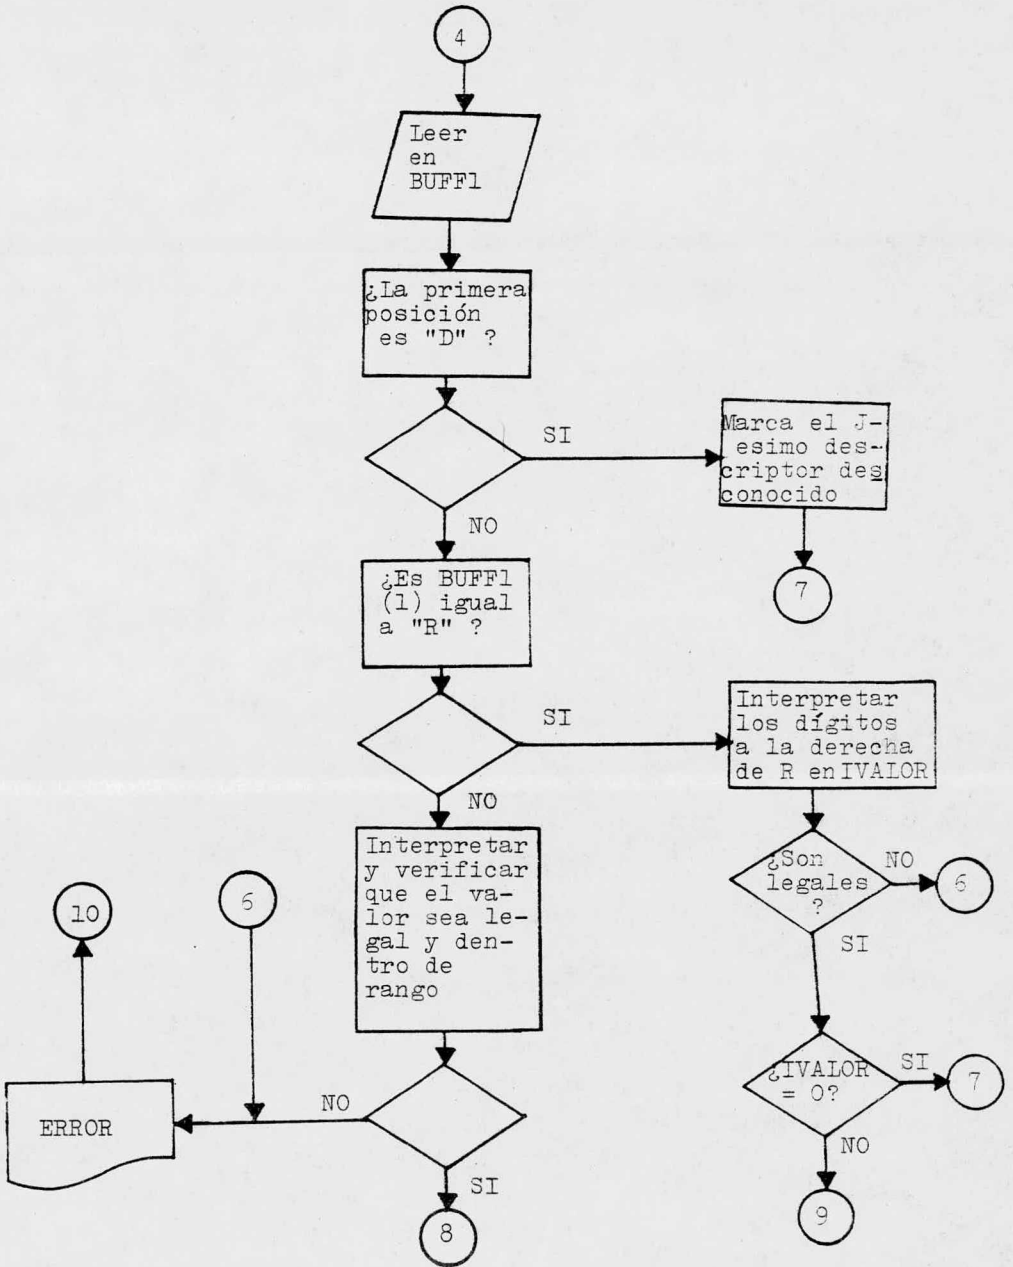 4
Leer
en
BUFF1
¿La primera
posición
es "D" ?
SI
Marca el J-
esimo des-
criptor des
conocido
NO
7
¿Es BUFF1
(1) igual
a "R" ?
SI
Interpretar
los dígitos
a la derecha
de R en IVALOR
NO
Interpretar
y verificar
que el va-
lor sea le-
gal y den-
tro de
rango
¿Son
legales
?
NO
6
SI
10
6
¿IVALOR
= 0?
SI
7
NO
9
ERROR
NO
SI
8